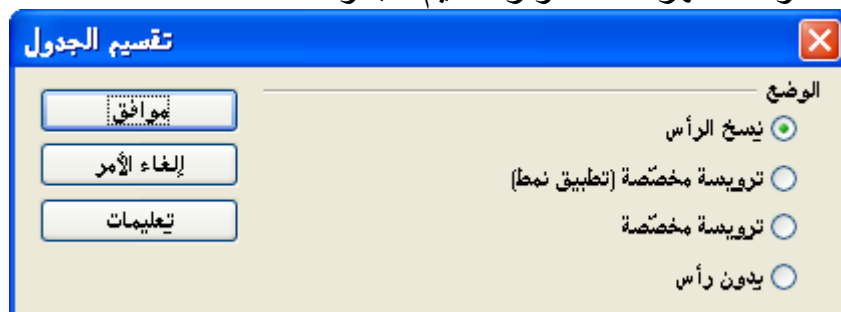 تقسيم الجدول
الوضع
نسخ الرأس
ترويسة مخصّصة (تطبيق نمط)
ترويسة مخصّصة
بدون رأس
موافق
إلغاء الأمر
تعليمات